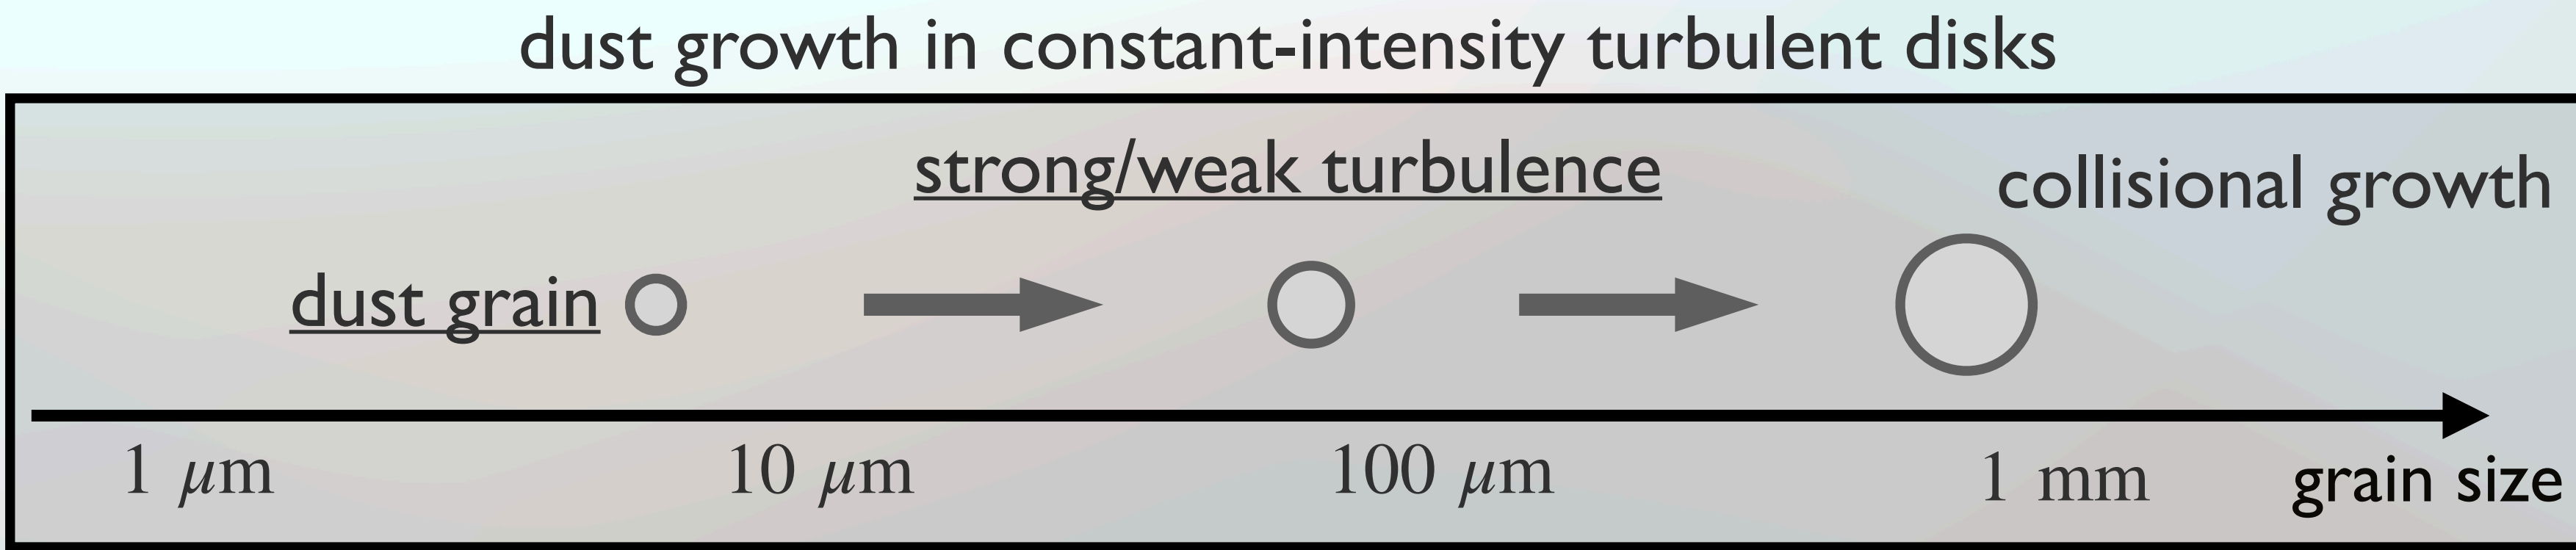 dust growth in constant-intensity turbulent disks
strong/weak turbulence
collisional growth
dust grain
1 μm
10 μm
100 μm
1 mm
grain size